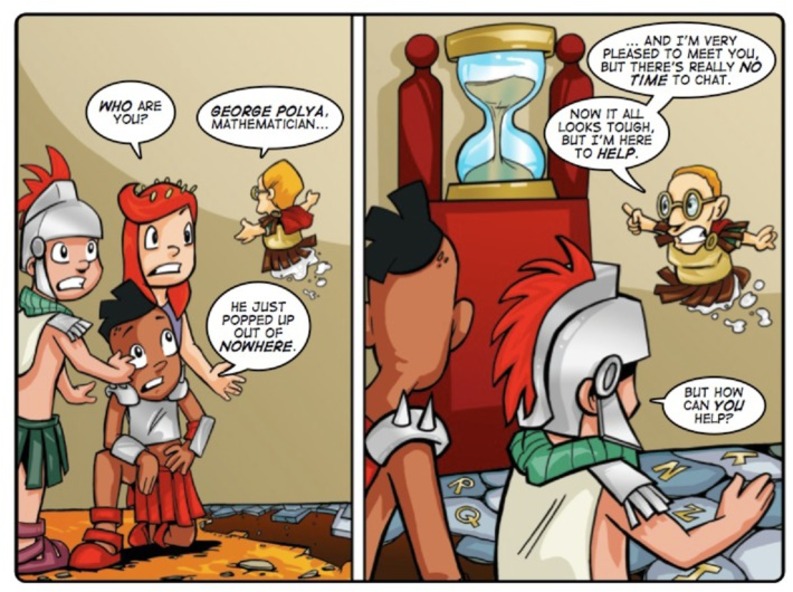 WHO ARE
YOU?
GEORGE POLYA,
MATHEMATICIAN...
HE JUST
POPPED UP
OUT OF
NOWHERE.
... AND I'M VERY
PLEASED TO MEET YOU,
BUT THERE'S REALLY NO
TIME TO CHAT.
NOW IT ALL
LOOKS TOUGH,
BUT I'M HERE
TO HELP.
BUT HOW
CAN YOU
HELP?
R
Q
N
T
Z